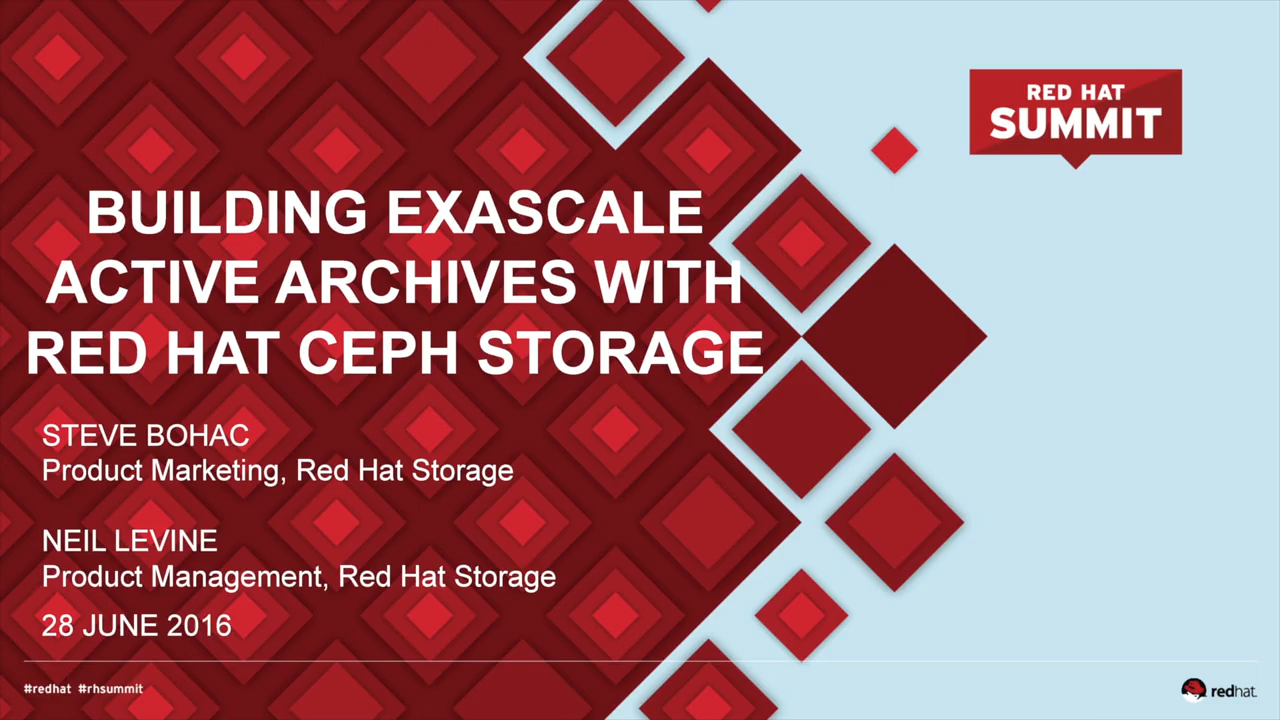 RED HAT
SUMMIT
BUILDING EXASCALE
ACTIVE ARCHIVES WITH
RED HAT CEPH STORAGE
STEVE BOHAC
Product Marketing, Red Hat Storage
NEIL LEVINE
Product Management, Red Hat Storage
28 JUNE 2016
#redhat #rhsummit
redhat.